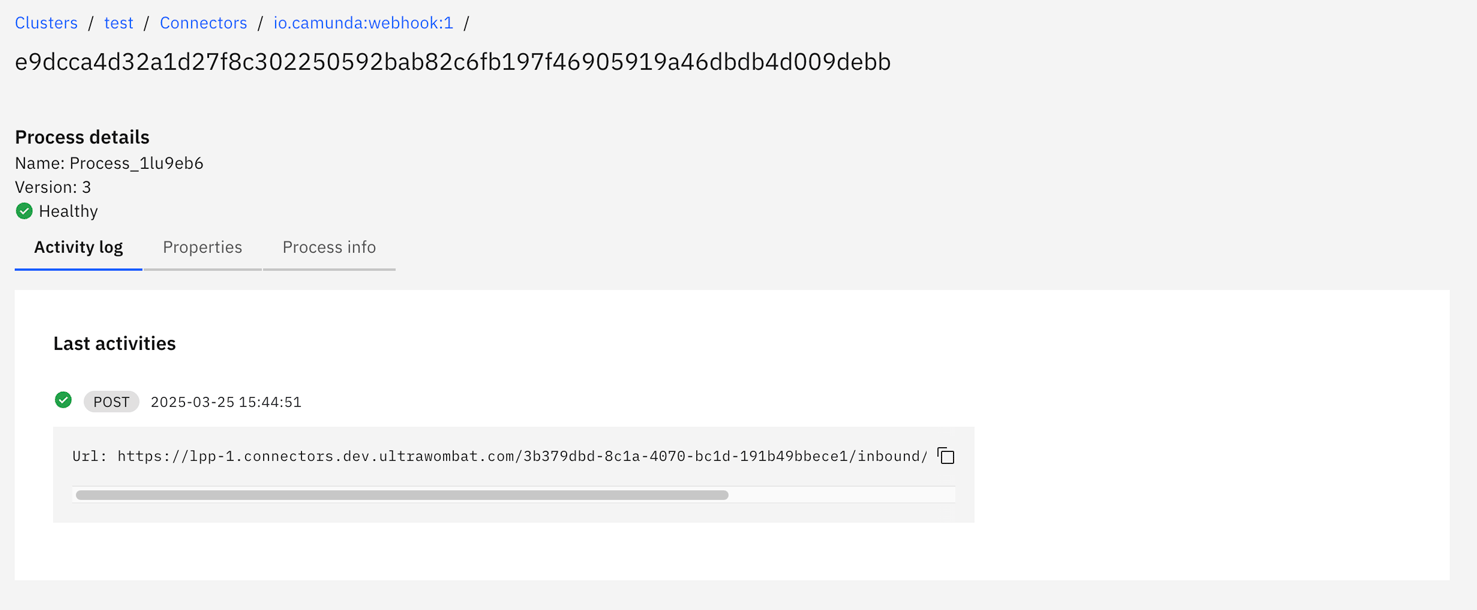 Clusters / test / Connectors / io.camunda:webhook:1 /
e9dcca4d32a1d27f8c302250592bab82c6fb197f46905919a46dbdb4d009debb
Process details
Name: Process_1lu9eb6
Version: 3
Healthy
Activity log Properties Process info
Last activities
POST 2025-03-25 15:44:51
Url: https://lpp-1.connectors.dev.ultrawombat.com/3b379dbd-8c1a-4070-bc1d-191b49bbece1/inbound/